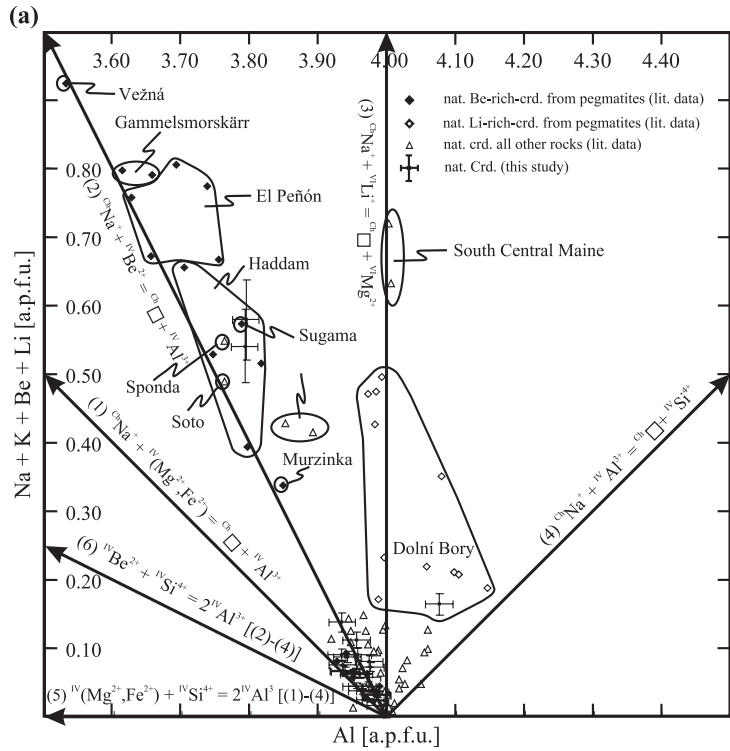 (a)
3.60 3.70 3.80 3.90 4.00 4.10 4.20 4.30 4.40
nat. Be-rich-crd. from pegmatites (lit. data)
nat. Li-rich-crd. from pegmatites (lit. data)
nat. crd. all other rocks (lit. data)
nat. Crd. (this study)
Vežná
Gammelsmorskärr
El Peñón
Haddam
Sugama
Sponda
Soto
Murzinka
South Central Maine
Dolní Bory
0.80
0.70
0.60
0.50
0.40
0.30
0.20
0.10
Na + K + Be + Li [a.p.f.u.]
(2) ᶜʰNa⁺ + ᴵⱽBe²⁺ = ᶜʰ□ + ᴵⱽAl³⁺
(3) ᶜʰNa⁺ + ⱽᴵLi⁺ = ᶜʰ□ + ⱽᴵMg²⁺
(1) ᶜʰNa⁺ + ᴵⱽ(Mg²⁺,Fe²⁺) = ᶜʰ□ + ᴵⱽAl³⁺
(4) ᶜʰNa⁺ + ᴵⱽAl³⁺ = ᶜʰ□ + ᴵⱽSi⁴⁺
(6) ᴵⱽBe²⁺ + ᴵⱽSi⁴⁺ = 2ᴵⱽAl³⁺ [(2)-(4)]
(5) ᴵⱽ(Mg²⁺,Fe²⁺) + ᴵⱽSi⁴⁺ = 2ᴵⱽAl³ [(1)-(4)]
Al [a.p.f.u.]